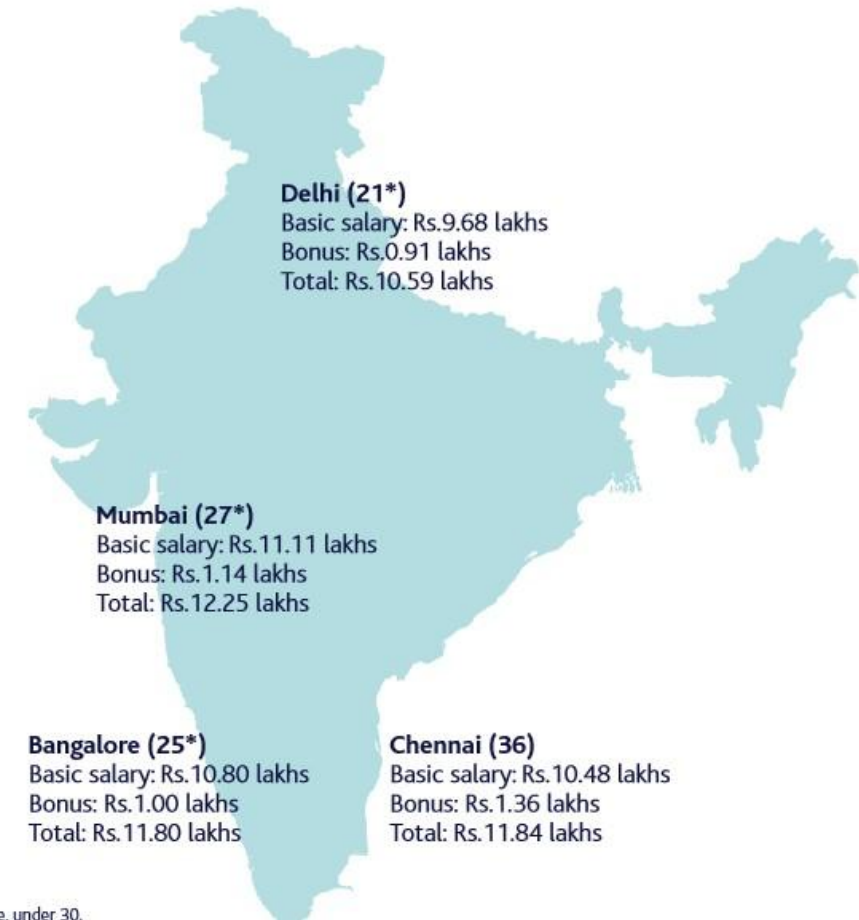 Delhi (21*)
Basic salary: Rs.9.68 lakhs
Bonus: Rs.0.91 lakhs
Total: Rs.10.59 lakhs
Mumbai (27*)
Basic salary: Rs.11.11 lakhs
Bonus: Rs.1.14 lakhs
Total: Rs.12.25 lakhs
Bangalore (25*)
Basic salary: Rs.10.80 lakhs
Bonus: Rs.1.00 lakhs
Total: Rs.11.80 lakhs
Chennai (36)
Basic salary: Rs.10.48 lakhs
Bonus: Rs.1.36 lakhs
Total: Rs.11.84 lakhs
under 30.